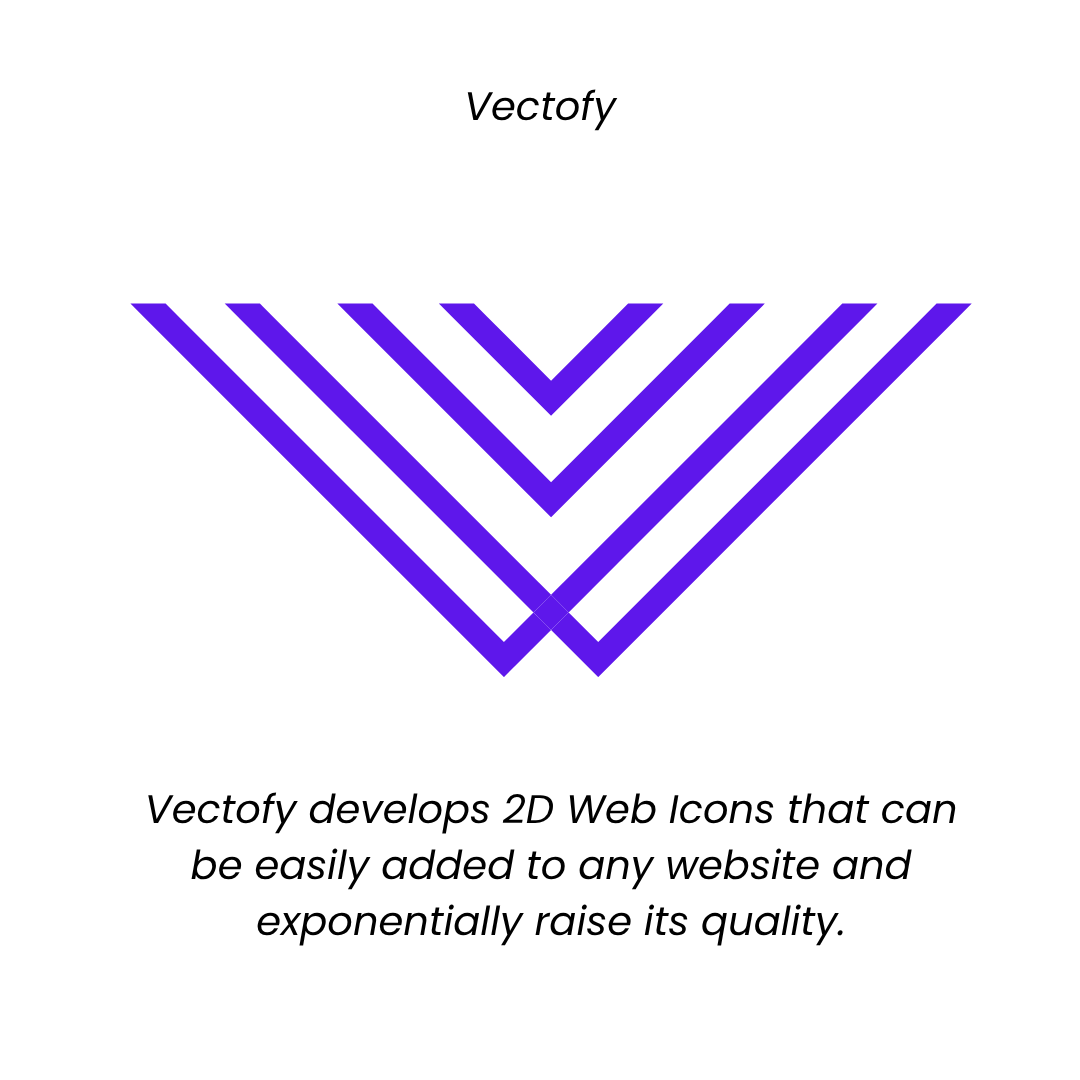 Vectofy
Vectofy develops 2D Web Icons that can
be easily added to any website and
exponentially raise its quality.